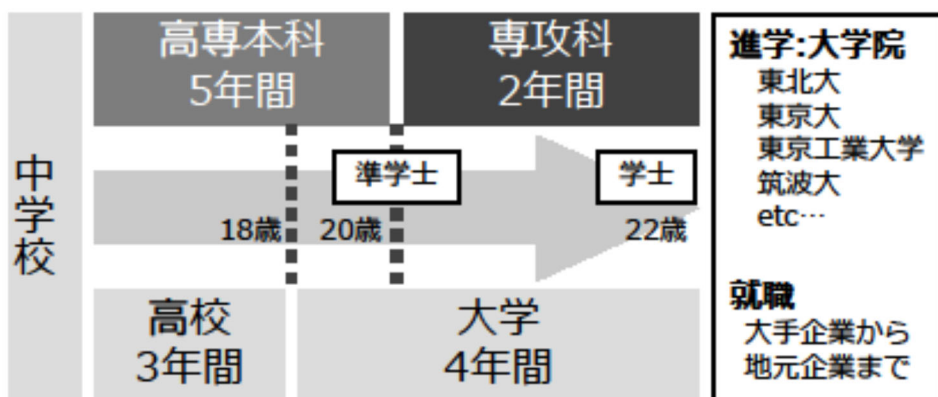 中学校
高専本科
5年間
専攻科
2年間
準学士
学士
18歳
20歳
22歳
高校
3年間
大学
4年間
進学:大学院
東北大
東京大
東京工業大学
筑波大
etc…
就職
大手企業から
地元企業まで